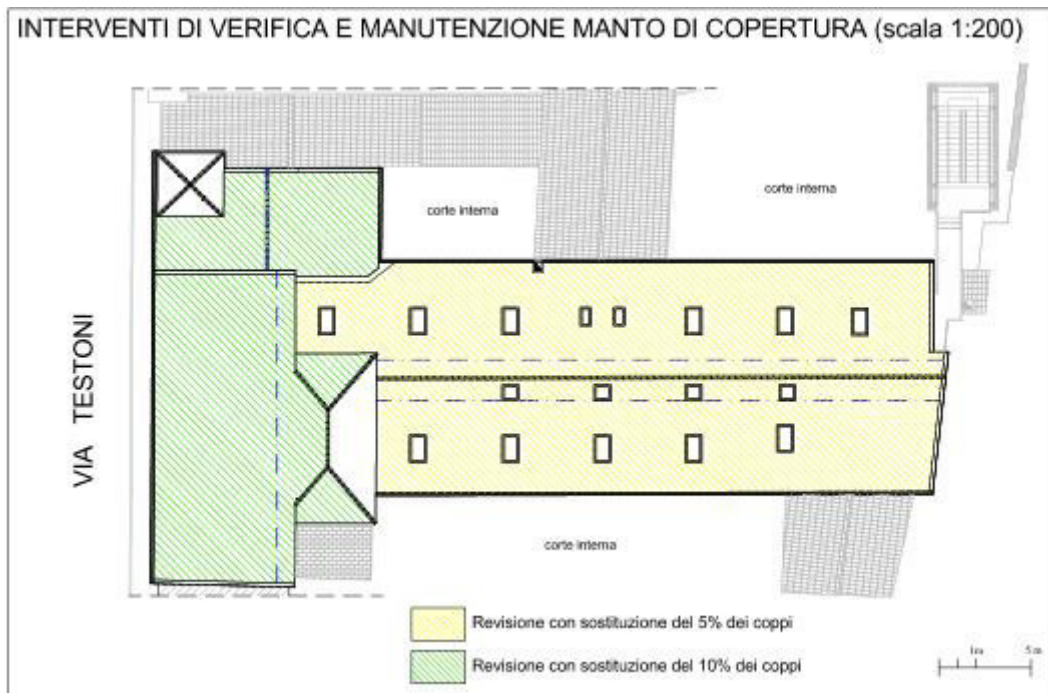 INTERVENTI DI VERIFICA E MANUTENZIONE MANTO DI COPERTURA (scala 1:200)
corte interna
corte interna
VIA TESTONI
corte interna
Revisione con sostituzione del 5% dei coppi
Revisione con sostituzione del 10% dei coppi
1m 5 m